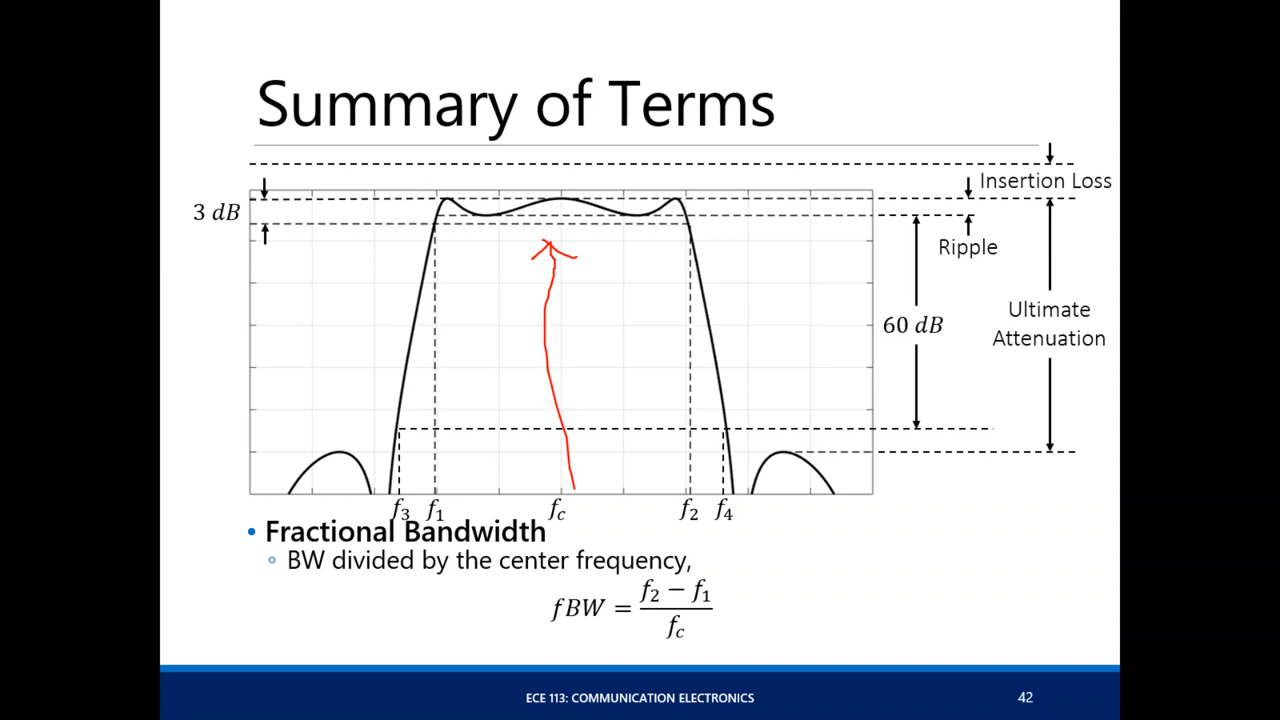 Summary of Terms
Insertion Loss
3 dB
Ripple
60 dB
Ultimate
Attenuation
f3 f1 fc f2 f4
• Fractional Bandwidth
○ BW divided by the center frequency,
fBW = (f2 − f1) / fc
ECE 113: COMMUNICATION ELECTRONICS 42